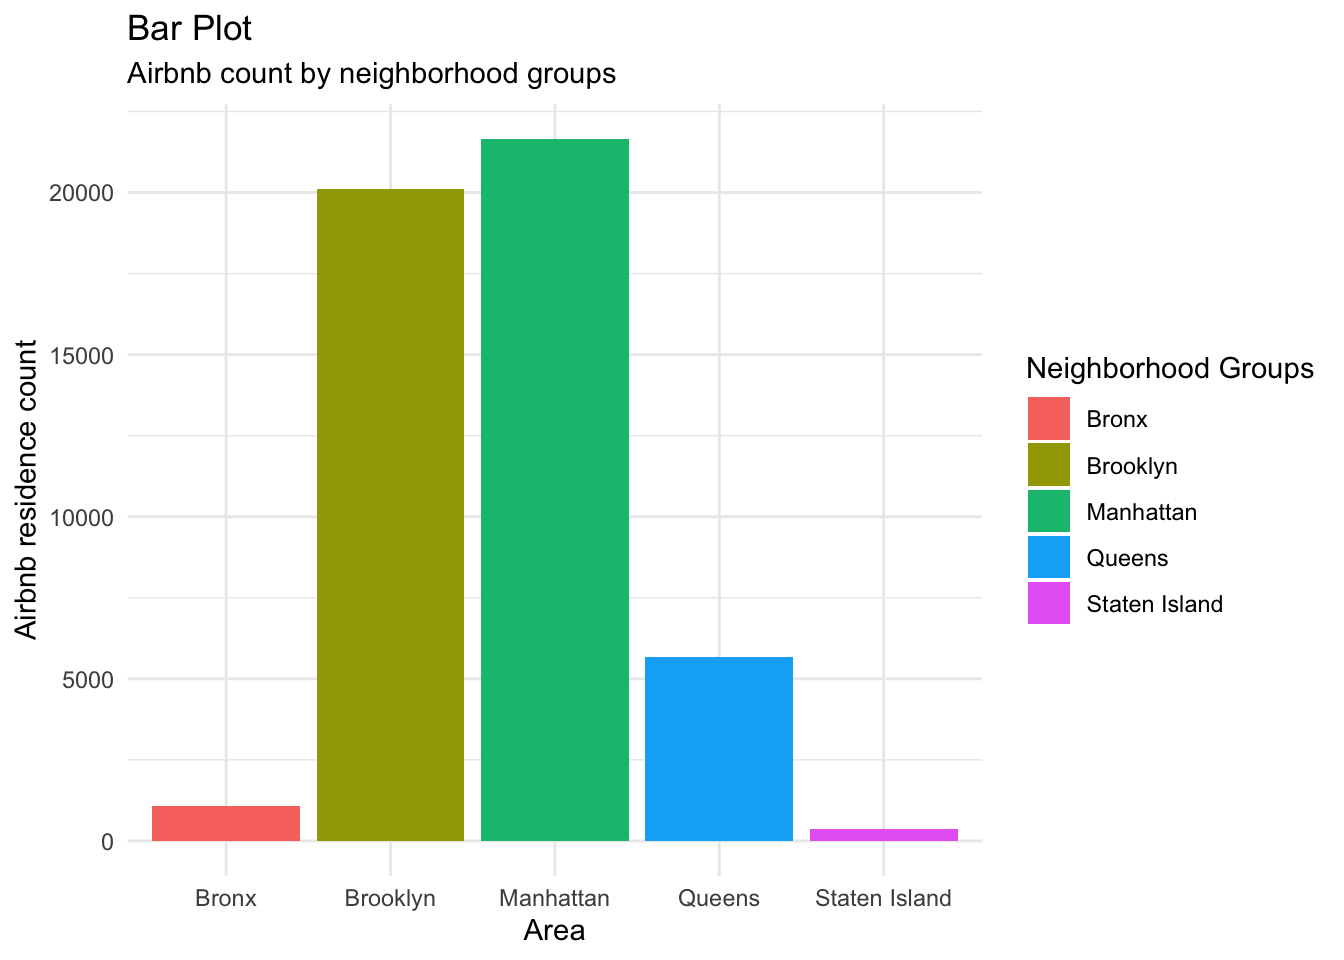 Bar Plot
Airbnb count by neighborhood groups
Airbnb residence count
20000
15000
10000
5000
0
Bronx
Brooklyn
Manhattan
Queens
Staten Island
Area
Neighborhood Groups
Bronx
Brooklyn
Manhattan
Queens
Staten Island